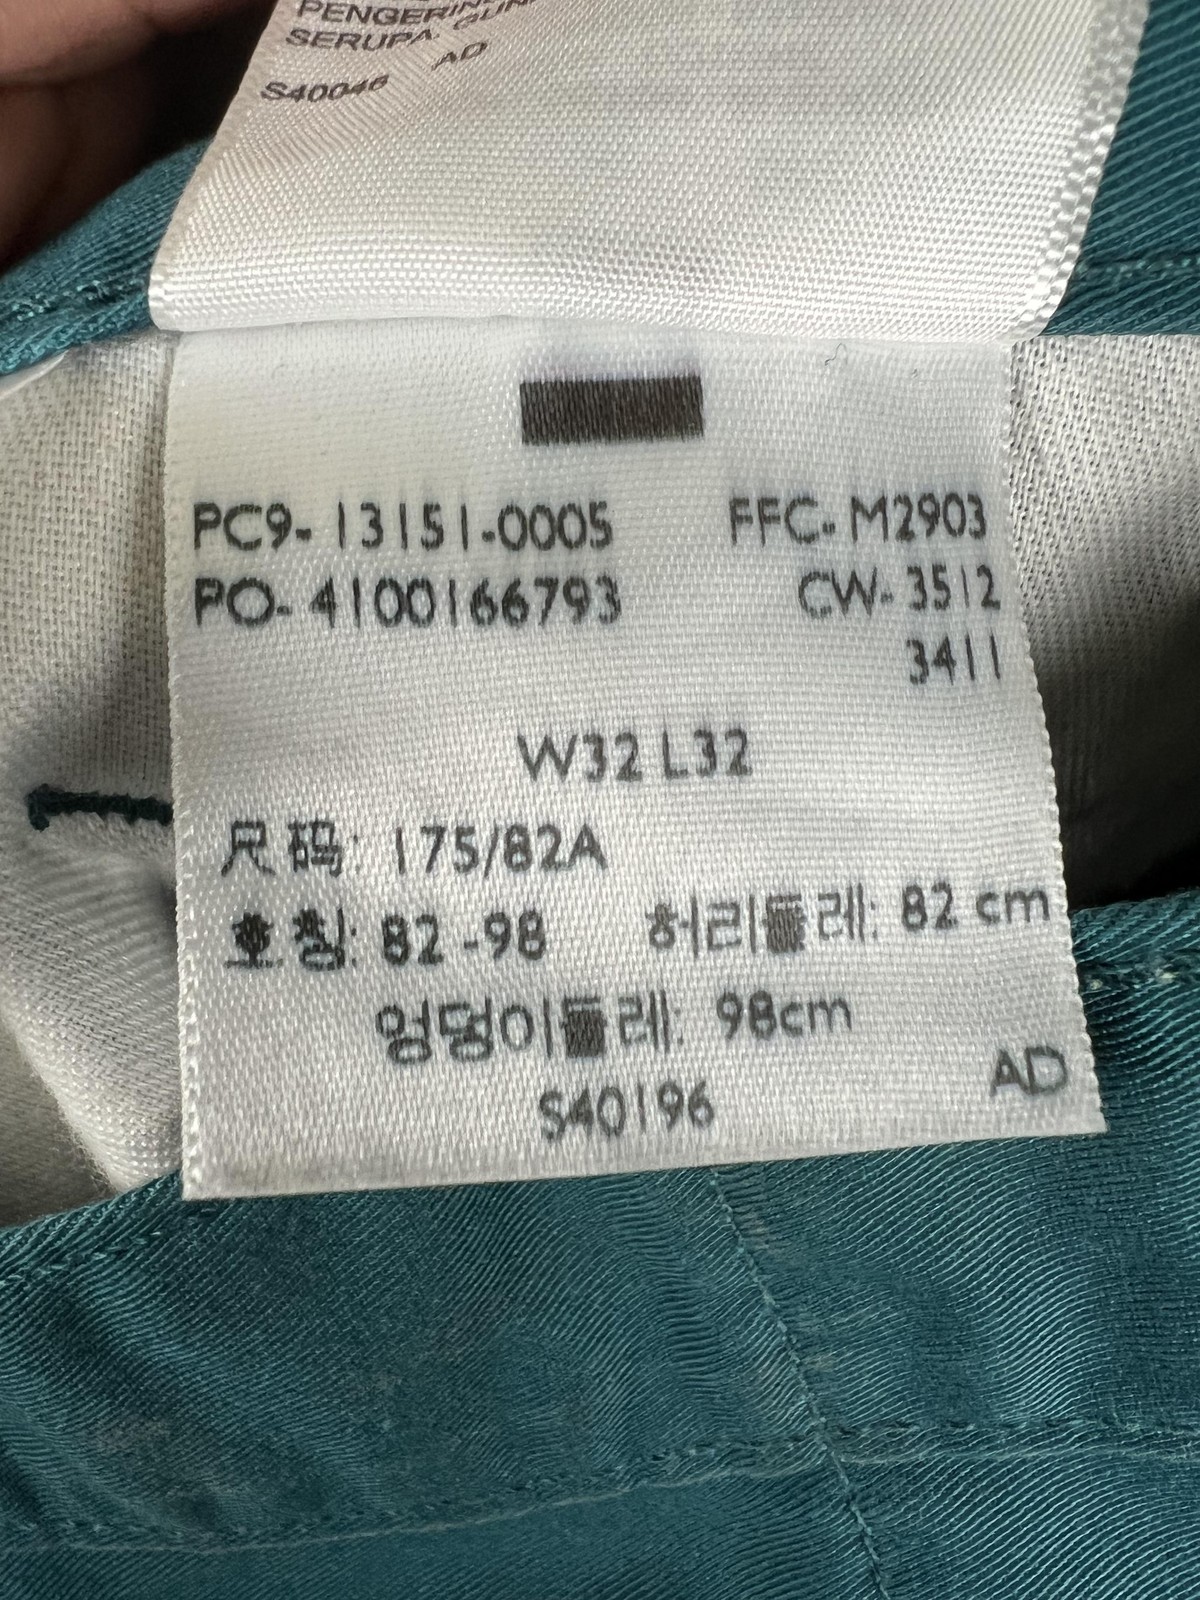 SERUPA.
S40046 AD
PC9-13151-0005 FFC-M2903
PO-4100166793 CW-3512
3411
W32 L32
尺码: 175/82A
호칭: 82-98 허리둘레: 82 cm
엉덩이둘레: 98cm
S40196 AD